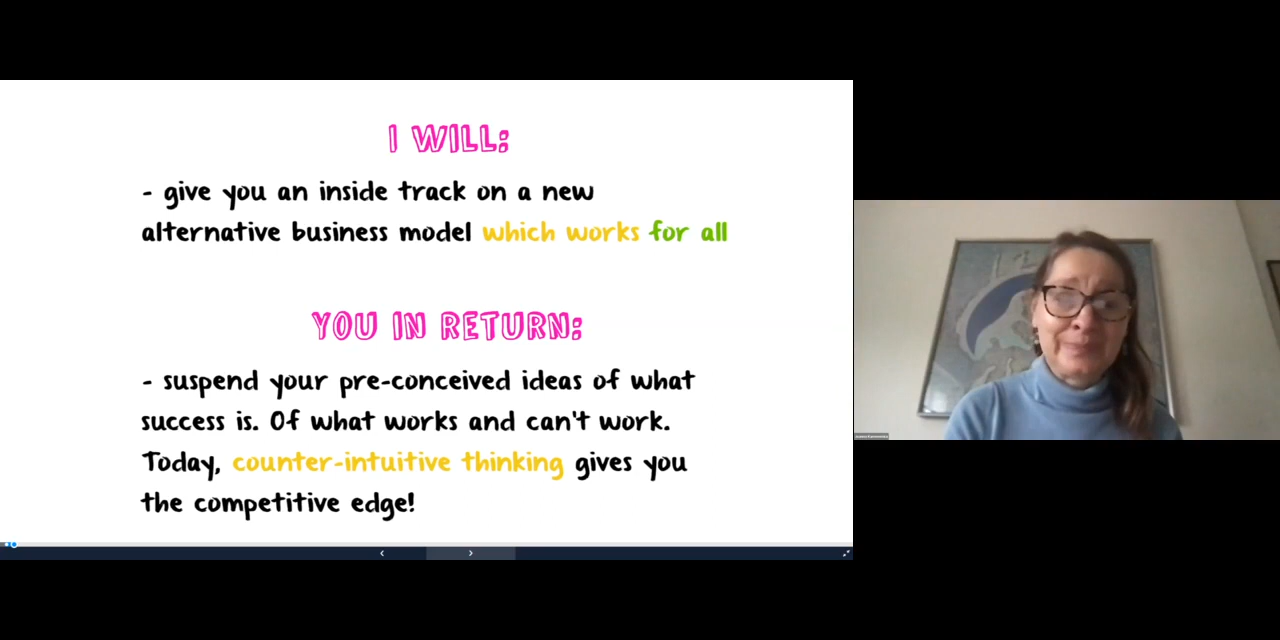 I WILL:
- give you an inside track on a new
alternative business model which works for all
YOU IN RETURN:
- suspend your pre-conceived ideas of what
success is. Of what works and can't work.
Today, counter-intuitive thinking gives you
the competitive edge!